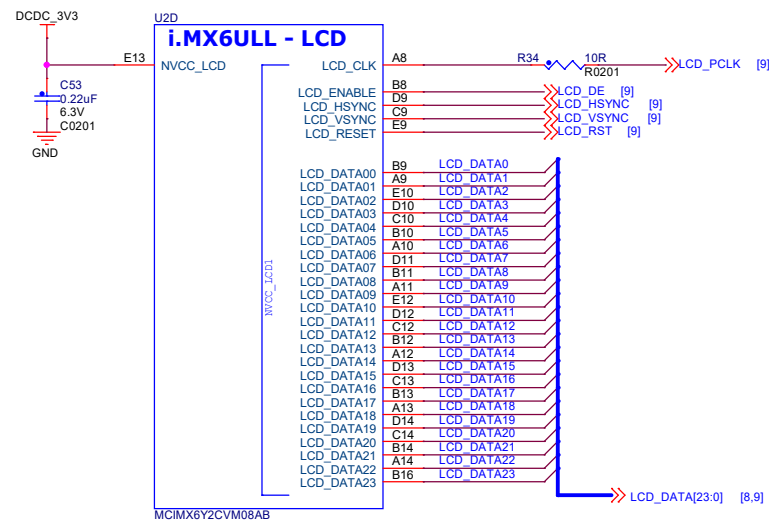 DCDC_3V3
U2D
i.MX6ULL - LCD
E13
NVCC_LCD
LCD_CLK
A8
R34
10R
R0201
LCD_PCLK [9]
C53
0.22uF
6.3V
C0201
GND
LCD_ENABLE B8 LCD_DE [9]
LCD_HSYNC D9 LCD_HSYNC [9]
LCD_VSYNC C9 LCD_VSYNC [9]
LCD_RESET E9 LCD_RST [9]
NVCC_LCD1
LCD_DATA00 B9 LCD_DATA0
LCD_DATA01 A9 LCD_DATA1
LCD_DATA02 E10 LCD_DATA2
LCD_DATA03 D10 LCD_DATA3
LCD_DATA04 C10 LCD_DATA4
LCD_DATA05 B10 LCD_DATA5
LCD_DATA06 A10 LCD_DATA6
LCD_DATA07 D11 LCD_DATA7
LCD_DATA08 B11 LCD_DATA8
LCD_DATA09 A11 LCD_DATA9
LCD_DATA10 E12 LCD_DATA10
LCD_DATA11 D12 LCD_DATA11
LCD_DATA12 C12 LCD_DATA12
LCD_DATA13 B12 LCD_DATA13
LCD_DATA14 A12 LCD_DATA14
LCD_DATA15 D13 LCD_DATA15
LCD_DATA16 C13 LCD_DATA16
LCD_DATA17 B13 LCD_DATA17
LCD_DATA18 A13 LCD_DATA18
LCD_DATA19 D14 LCD_DATA19
LCD_DATA20 C14 LCD_DATA20
LCD_DATA21 B14 LCD_DATA21
LCD_DATA22 A14 LCD_DATA22
LCD_DATA23 B16 LCD_DATA23
LCD_DATA[23:0] [8,9]
MCIMX6Y2CVM08AB